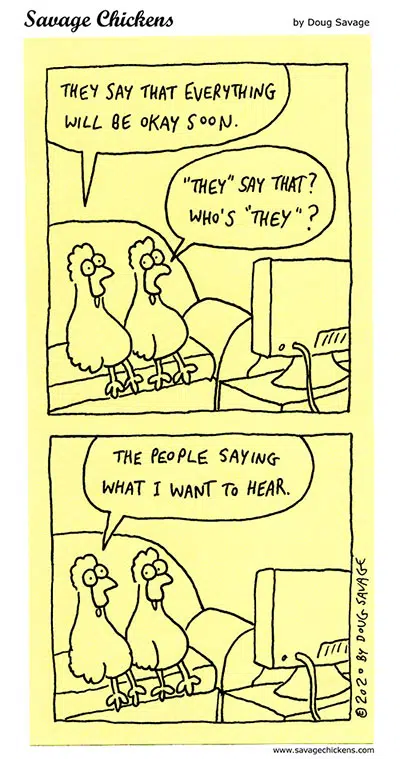 Savage Chickens
by Doug Savage
THEY SAY THAT EVERYTHING
WILL BE OKAY SOON.
"THEY" SAY THAT?
WHO'S "THEY"?
THE PEOPLE SAYING
WHAT I WANT TO HEAR.
© 2020 BY DOUG SAVAGE
www.savagechickens.com